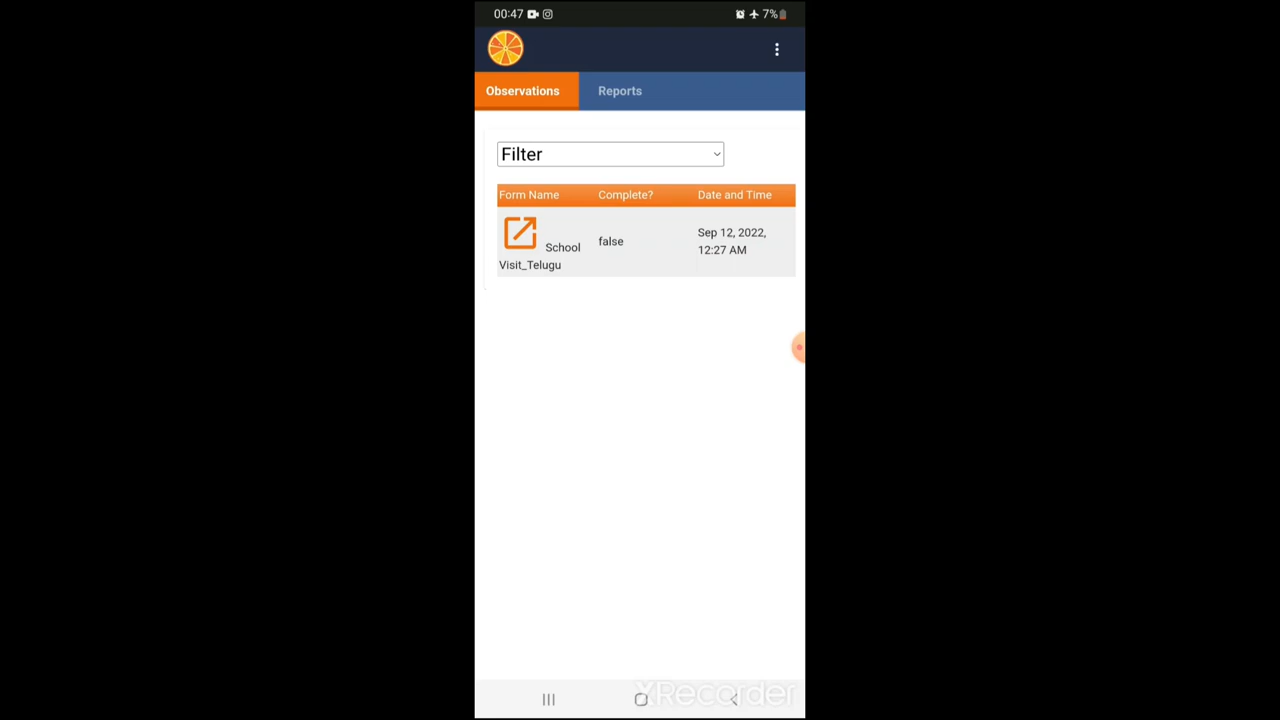 00:47
7%
Observations
Reports
Filter
Form Name
Complete?
Date and Time
School
Visit_Telugu
false
Sep 12, 2022,
12:27 AM
XRecorder